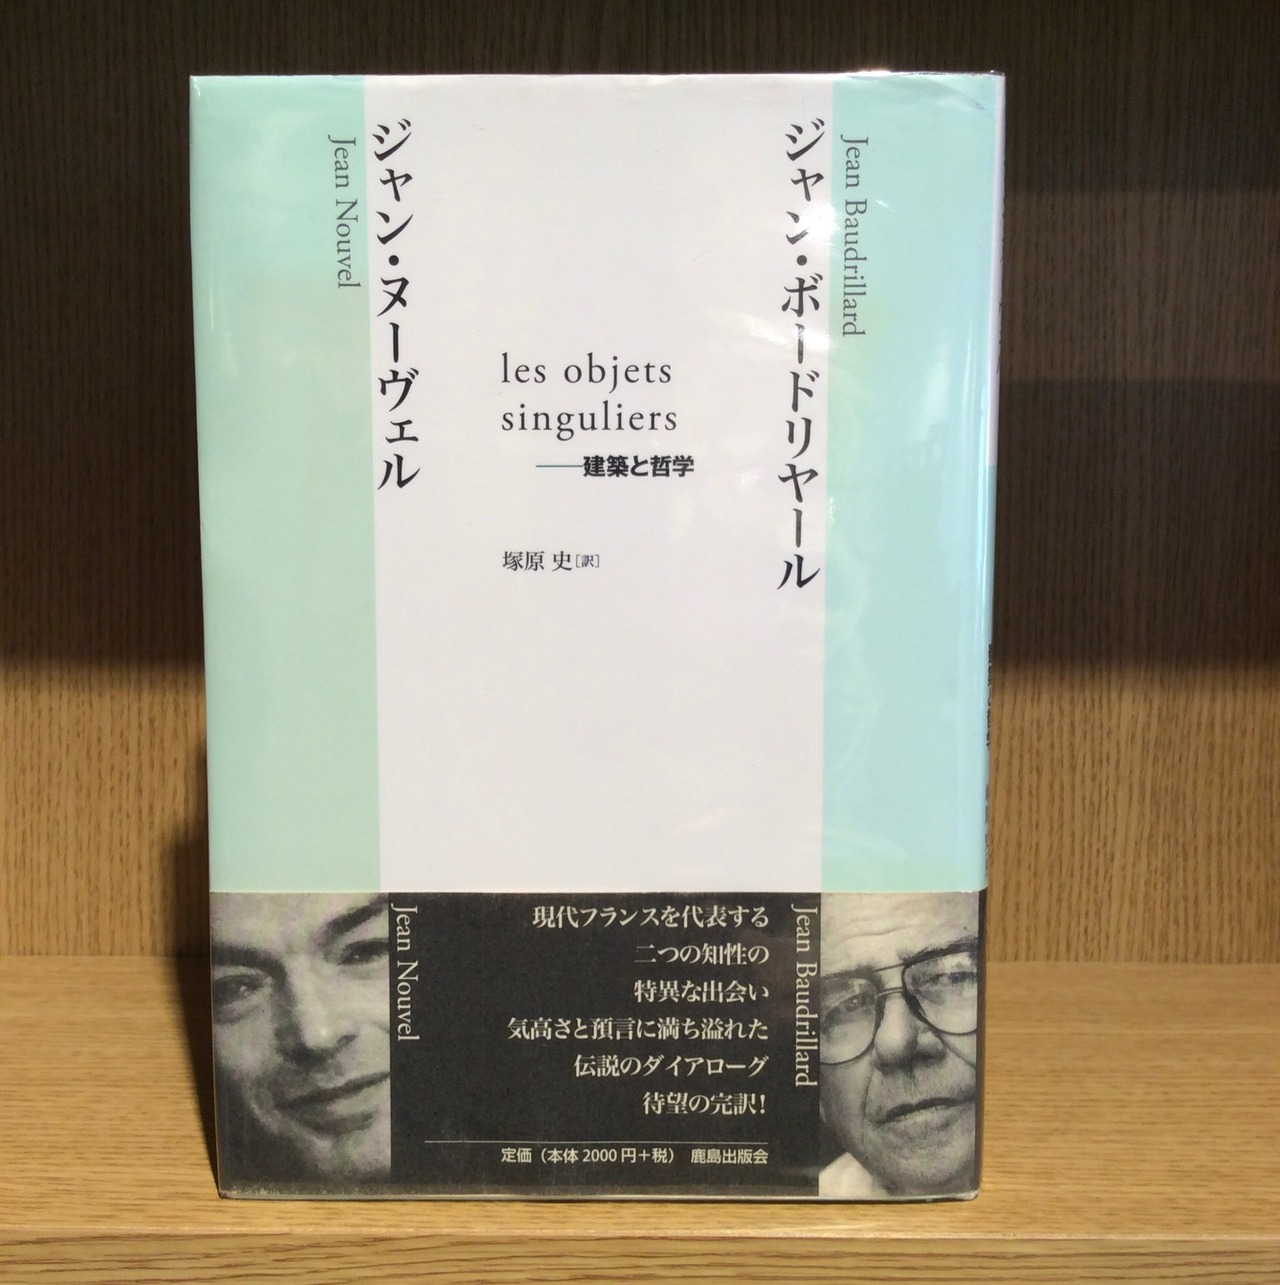 Jean Baudrillard
ジャン・ボードリヤール
ジャン・ヌーヴェル
Jean Nouvel
les objets
singuliers
──建築と哲学
塚原 史[訳]
Jean Baudrillard
現代フランスを代表する
二つの知性の
特異な出会い
気高さと預言に満ち溢れた
伝説のダイアローグ
待望の完訳!
Jean Nouvel
定価(本体2000円+税) 鹿島出版会